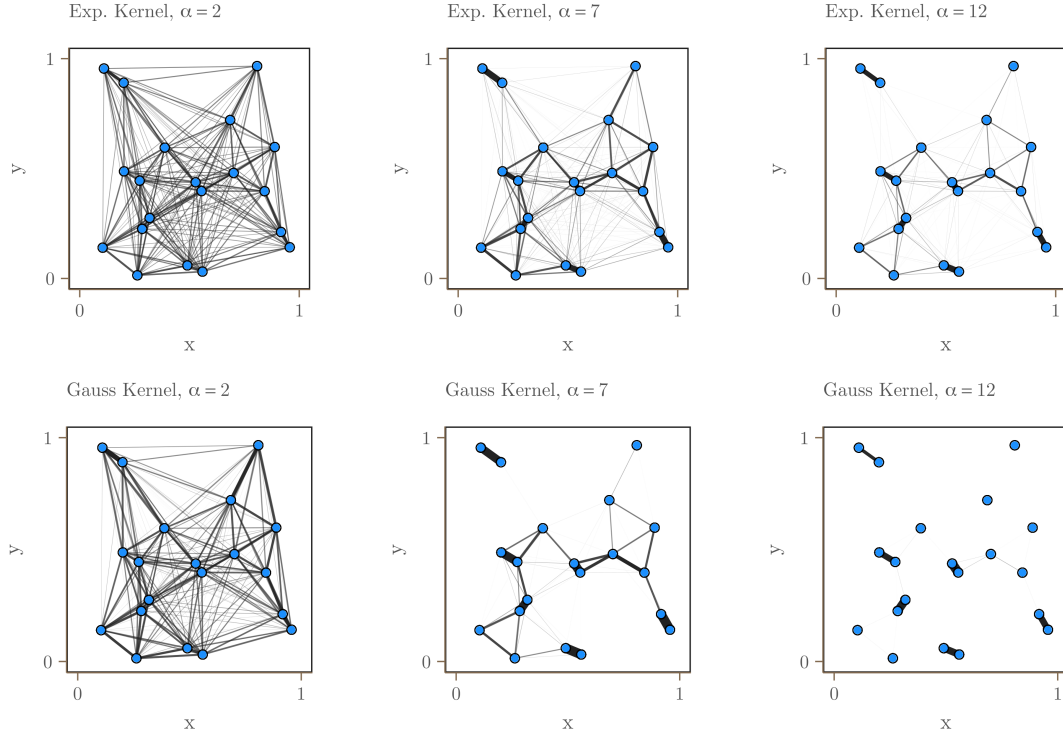 Exp. Kernel, α = 2
Exp. Kernel, α = 7
Exp. Kernel, α = 12
1
y
0
0
1
x
1
y
0
0
1
x
1
y
0
0
1
x
Gauss Kernel, α = 2
Gauss Kernel, α = 7
Gauss Kernel, α = 12
1
y
0
0
1
x
1
y
0
0
1
x
1
y
0
0
1
x